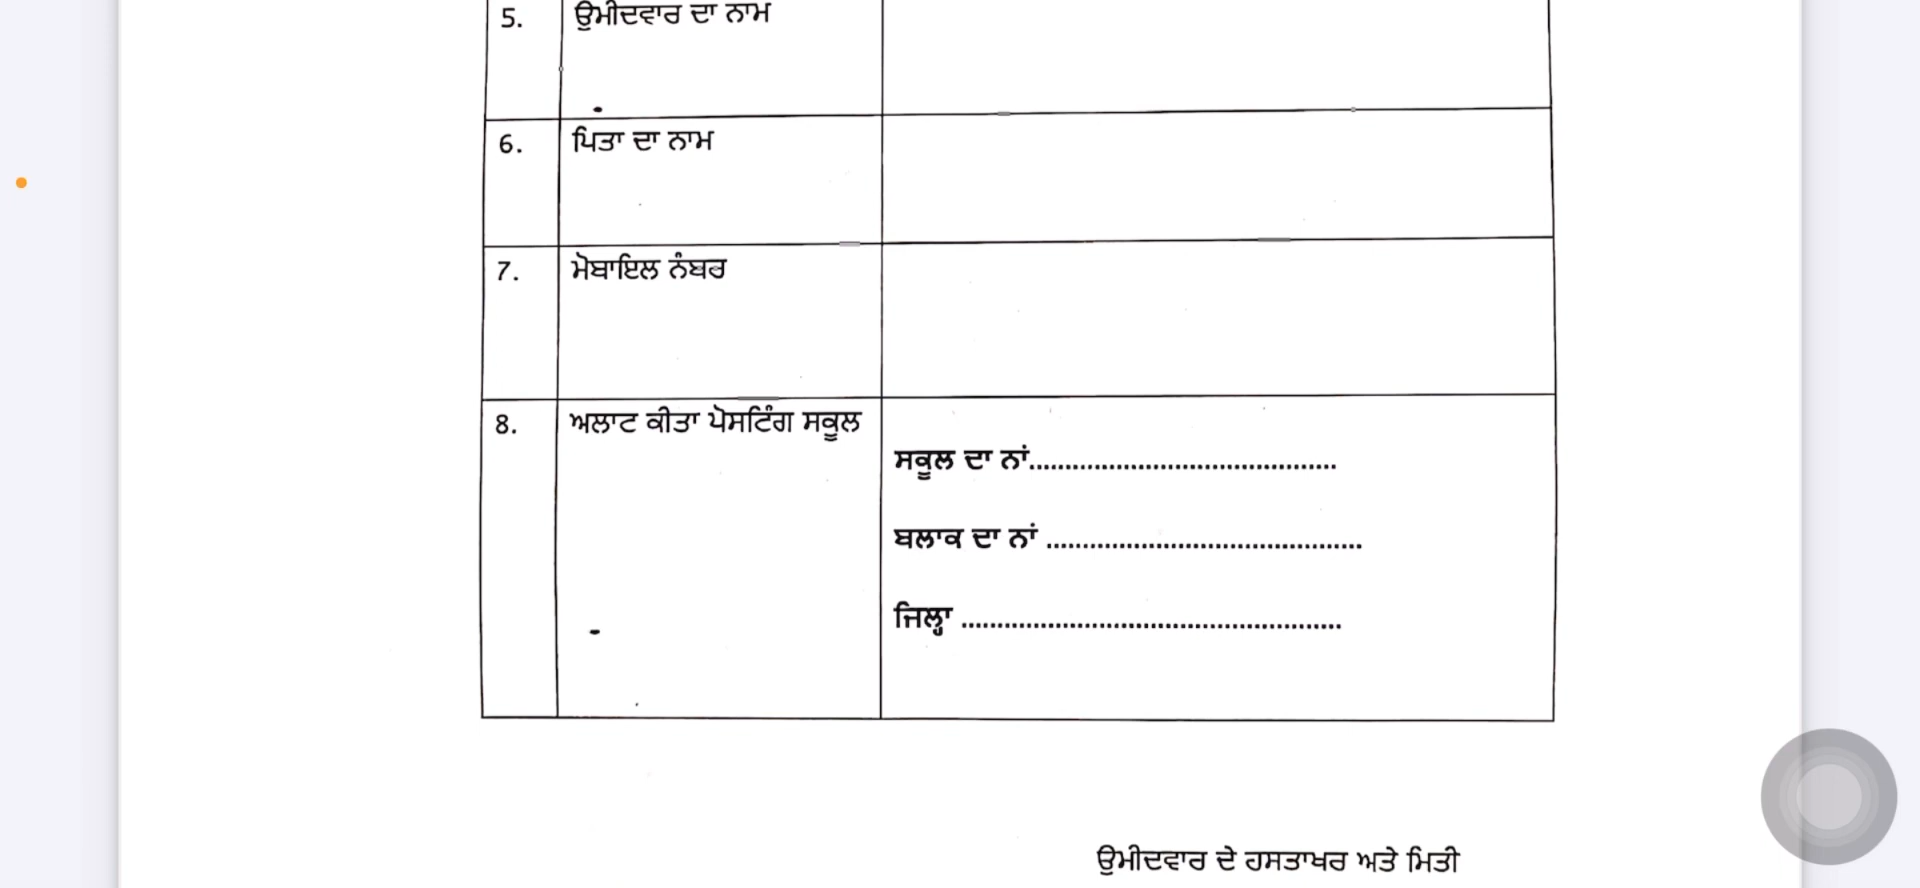 5. ਉਮੀਦਵਾਰ ਦਾ ਨਾਮ
6. ਪਿਤਾ ਦਾ ਨਾਮ
7. ਮੋਬਾਇਲ ਨੰਬਰ
8. ਅਲਾਟ ਕੀਤਾ ਪੋਸਟਿੰਗ ਸਕੂਲ
ਸਕੂਲ ਦਾ ਨਾਂ..........................................
ਬਲਾਕ ਦਾ ਨਾਂ ...........................................
ਜਿਲ੍ਹਾ ....................................................
ਉਮੀਦਵਾਰ ਦੇ ਹਸਤਾਖਰ ਅਤੇ ਮਿਤੀ